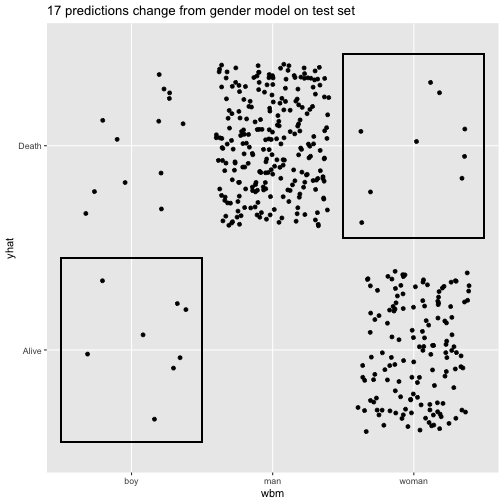 17 predictions change from gender model on test set
Death
Alive
yhat
boy man woman
wbm